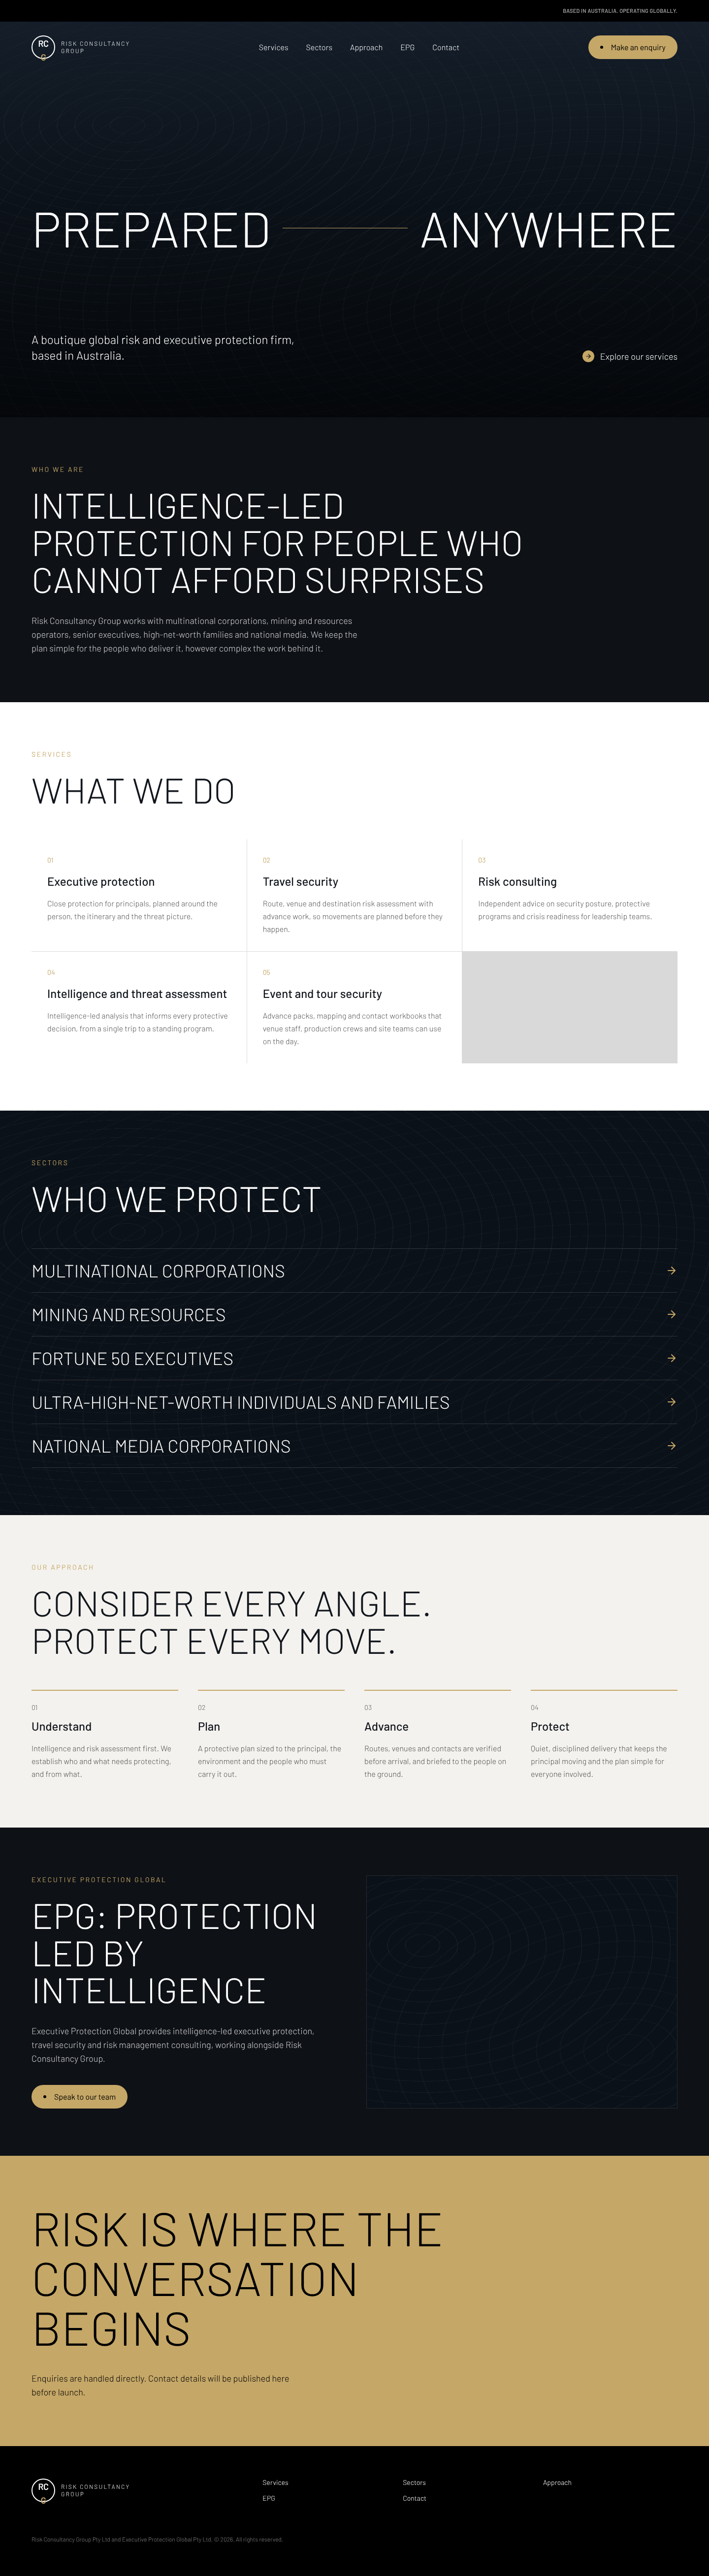 BASED IN AUSTRALIA. OPERATING GLOBALLY.
RC
G
RISK CONSULTANCY
GROUP
Services
Sectors
Approach
EPG
Contact
Make an enquiry
PREPARED
ANYWHERE
A boutique global risk and executive protection firm,
based in Australia.
Explore our services
WHO WE ARE
INTELLIGENCE-LED
PROTECTION FOR PEOPLE WHO
CANNOT AFFORD SURPRISES
Risk Consultancy Group works with multinational corporations, mining and resources
operators, senior executives, high-net-worth families and national media. We keep the
plan simple for the people who deliver it, however complex the work behind it.
SERVICES
WHAT WE DO
01
Executive protection
Close protection for principals, planned around the
person, the itinerary and the threat picture.
02
Travel security
Route, venue and destination risk assessment with
advance work, so movements are planned before they
happen.
03
Risk consulting
Independent advice on security posture, protective
programs and crisis readiness for leadership teams.
04
Intelligence and threat assessment
Intelligence-led analysis that informs every protective
decision, from a single trip to a standing program.
05
Event and tour security
Advance packs, mapping and contact workbooks that
venue staff, production crews and site teams can use
on the day.
SECTORS
WHO WE PROTECT
MULTINATIONAL CORPORATIONS
MINING AND RESOURCES
FORTUNE 50 EXECUTIVES
ULTRA-HIGH-NET-WORTH INDIVIDUALS AND FAMILIES
NATIONAL MEDIA CORPORATIONS
OUR APPROACH
CONSIDER EVERY ANGLE.
PROTECT EVERY MOVE.
01
Understand
Intelligence and risk assessment first. We
establish who and what needs protecting,
and from what.
02
Plan
A protective plan sized to the principal, the
environment and the people who must
carry it out.
03
Advance
Routes, venues and contacts are verified
before arrival, and briefed to the people on
the ground.
04
Protect
Quiet, disciplined delivery that keeps the
principal moving and the plan simple for
everyone involved.
EXECUTIVE PROTECTION GLOBAL
EPG: PROTECTION
LED BY
INTELLIGENCE
Executive Protection Global provides intelligence-led executive protection,
travel security and risk management consulting, working alongside Risk
Consultancy Group.
Speak to our team
RISK IS WHERE THE
CONVERSATION
BEGINS
Enquiries are handled directly. Contact details will be published here
before launch.
RC
G
RISK CONSULTANCY
GROUP
Services
Sectors
Approach
EPG
Contact
Risk Consultancy Group Pty Ltd and Executive Protection Global Pty Ltd. © 2026. All rights reserved.